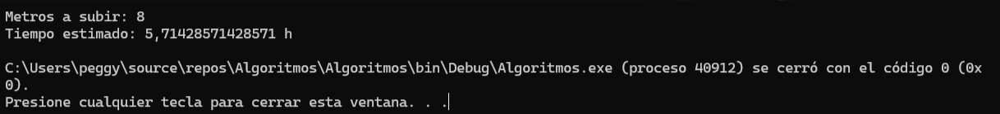 Metros a subir: 8
Tiempo estimado: 5,71428571428571 h
C:\Users\peggy\source\repos\Algoritmos\Algoritmos\bin\Debug\Algoritmos.exe (proceso 40912) se cerró con el código 0 (0x
0).
Presione cualquier tecla para cerrar esta ventana. . .